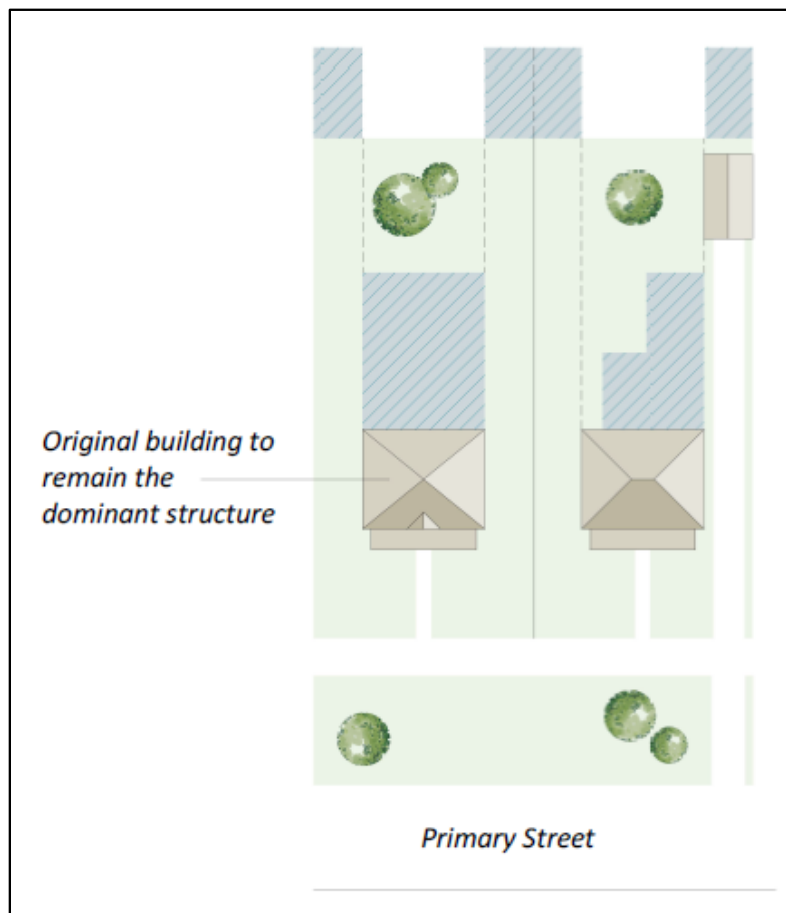 Original building to
remain the
dominant structure
Primary Street